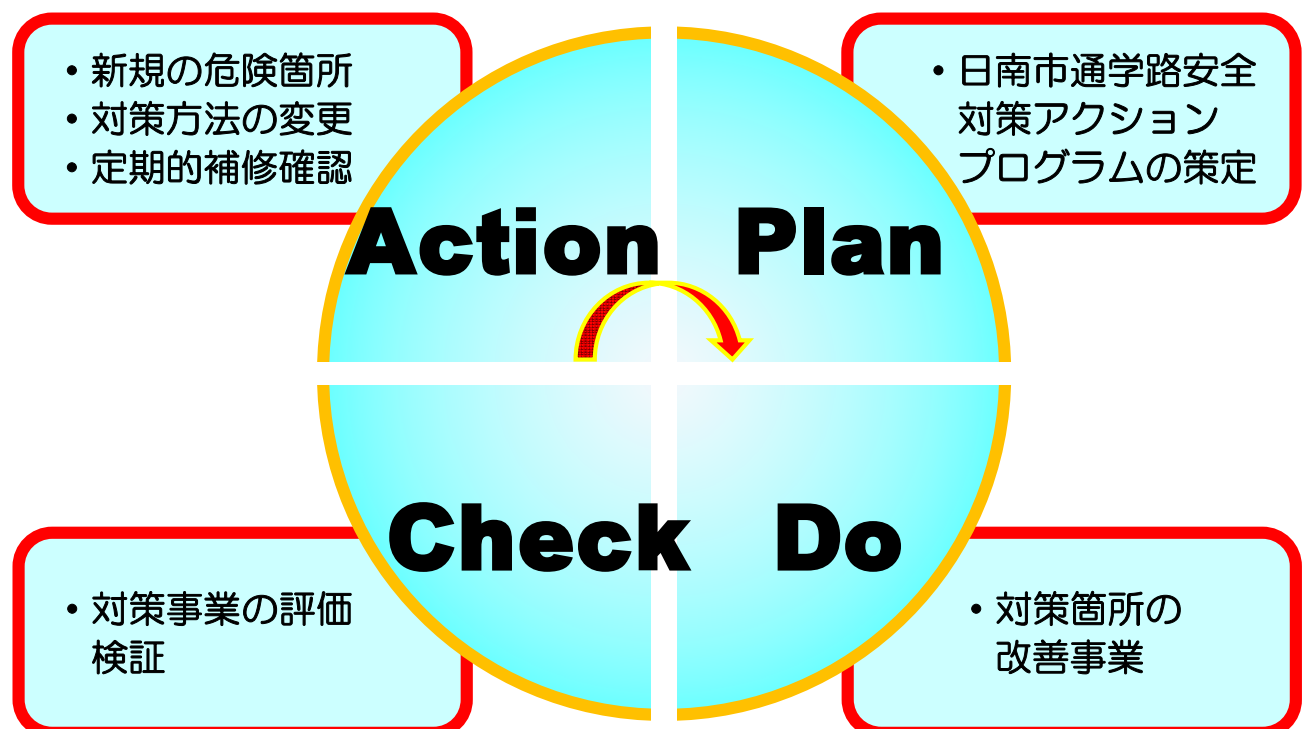 ・新規の危険箇所
・対策方法の変更
・定期的補修確認
・日南市通学路安全
対策アクション
プログラムの策定
Action
Plan
Check
Do
・対策事業の評価
検証
・対策箇所の
改善事業